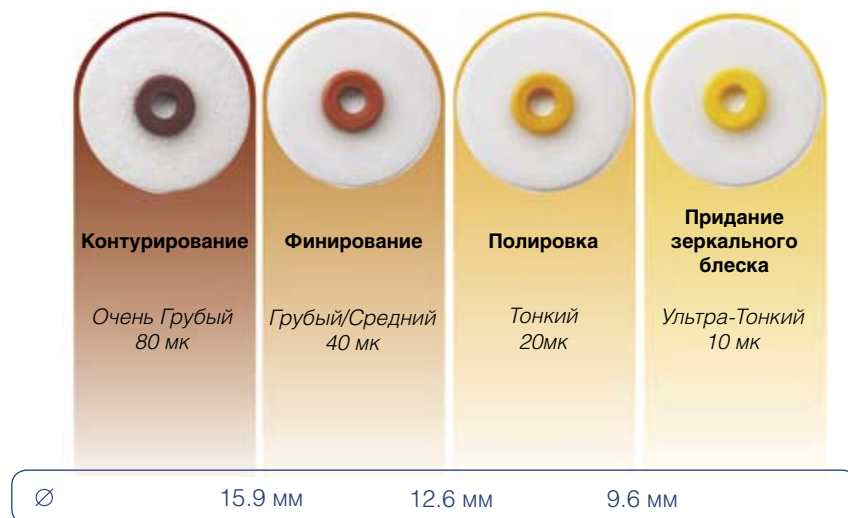 Контурирование
Очень Грубый
80 мк
Финирование
Грубый/Средний
40 мк
Полировка
Тонкий
20мк
Придание
зеркального
блеска
Ультра-Тонкий
10 мк
∅ 15.9 мм 12.6 мм 9.6 мм